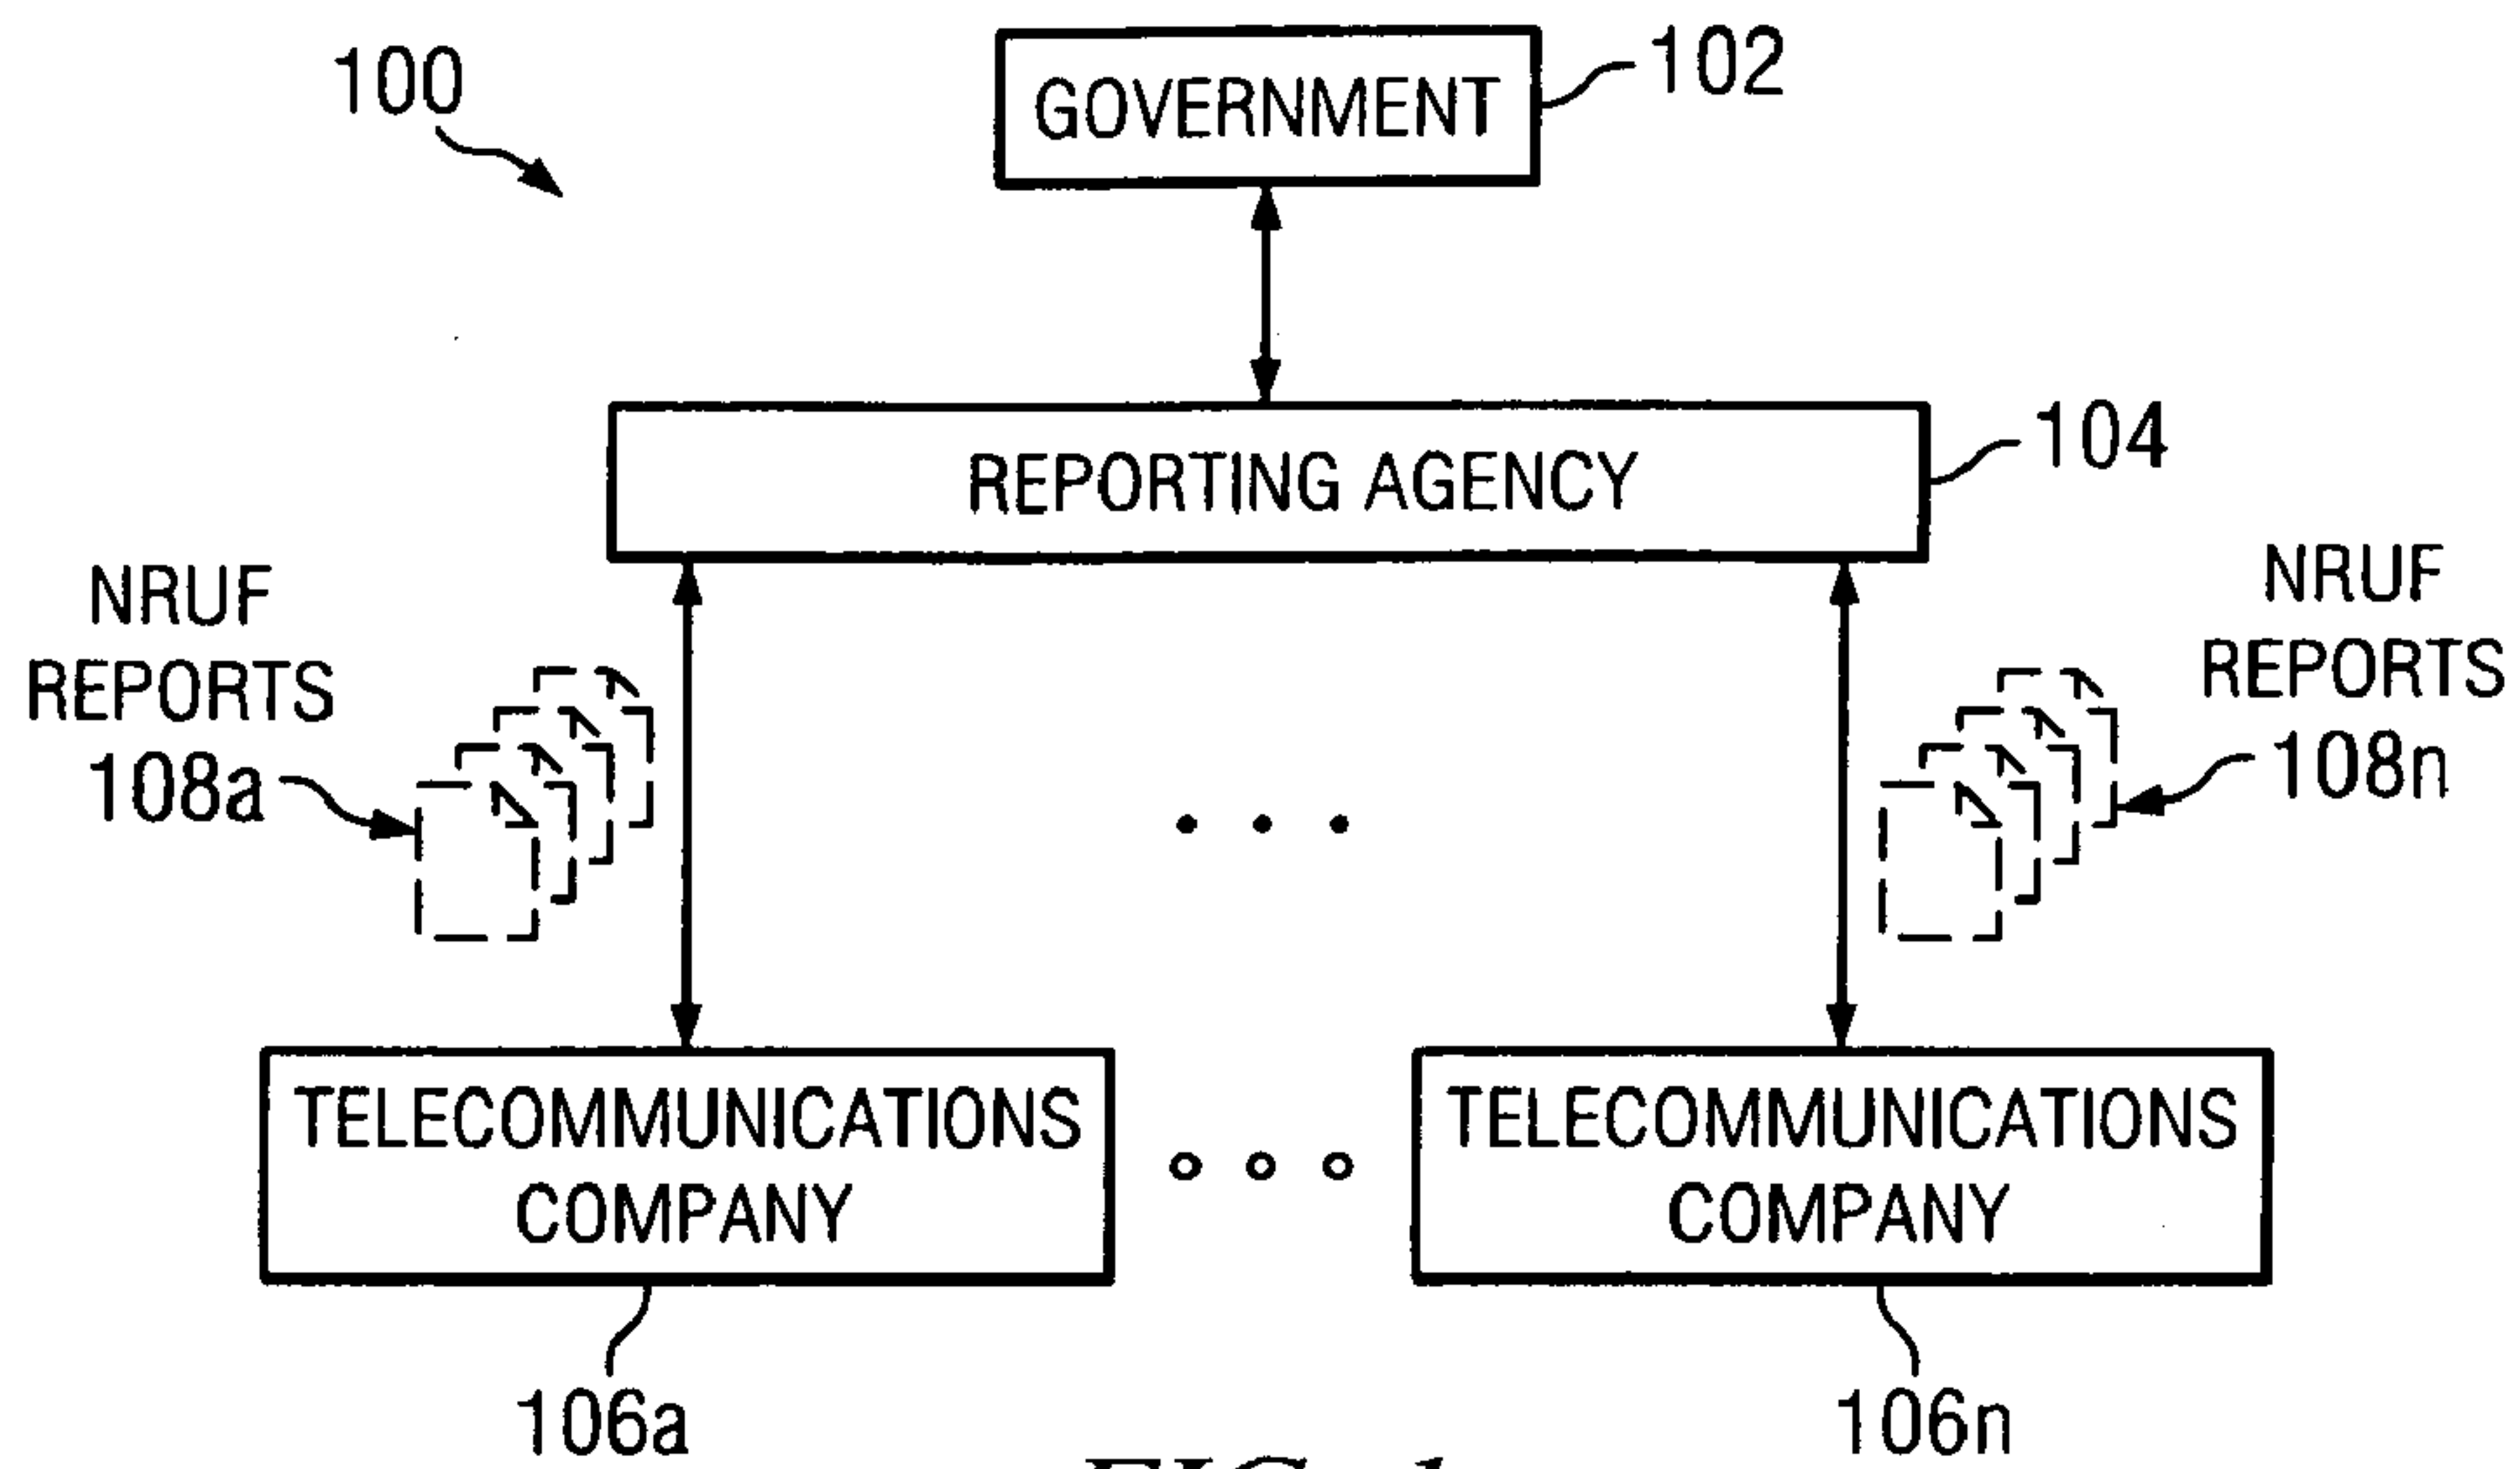 100
GOVERNMENT
102
REPORTING AGENCY
104
NRUF
REPORTS
108a
NRUF
REPORTS
108n
TELECOMMUNICATIONS
COMPANY
TELECOMMUNICATIONS
COMPANY
106a
106n